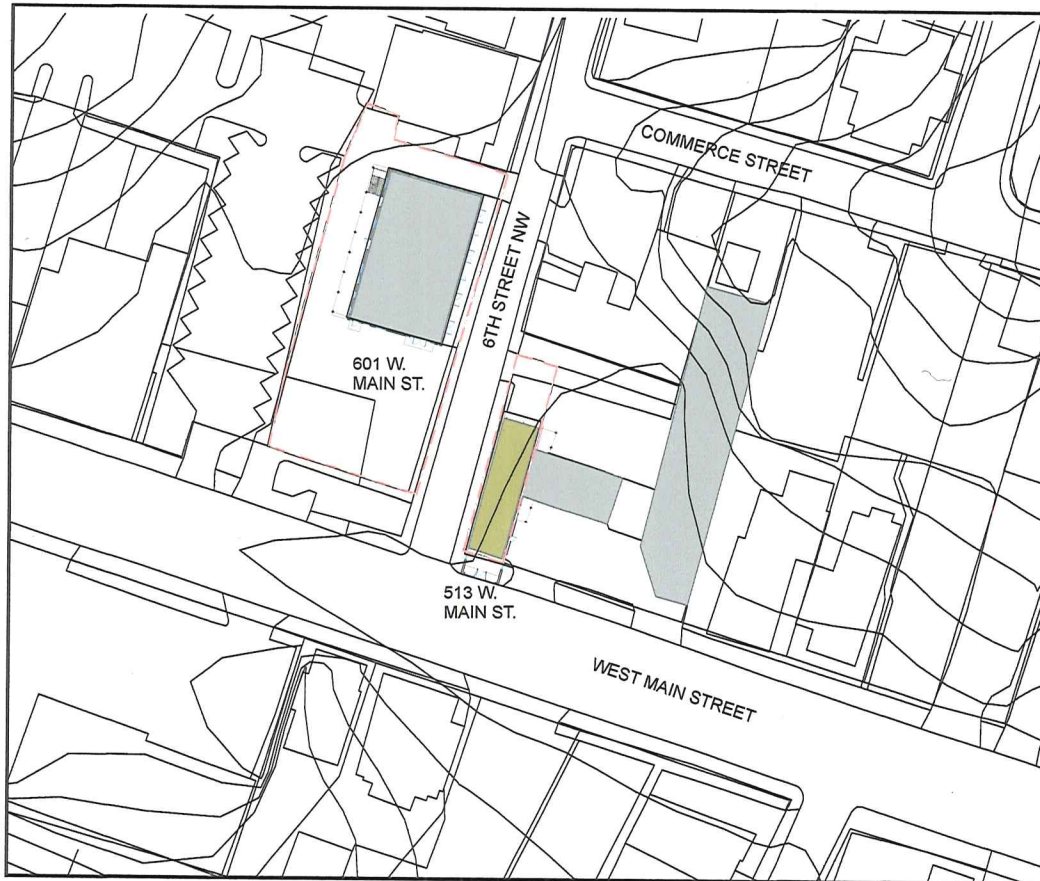 COMMERCE STREET
6TH STREET NW
601 W.
MAIN ST.
513 W.
MAIN ST.
WEST MAIN STREET